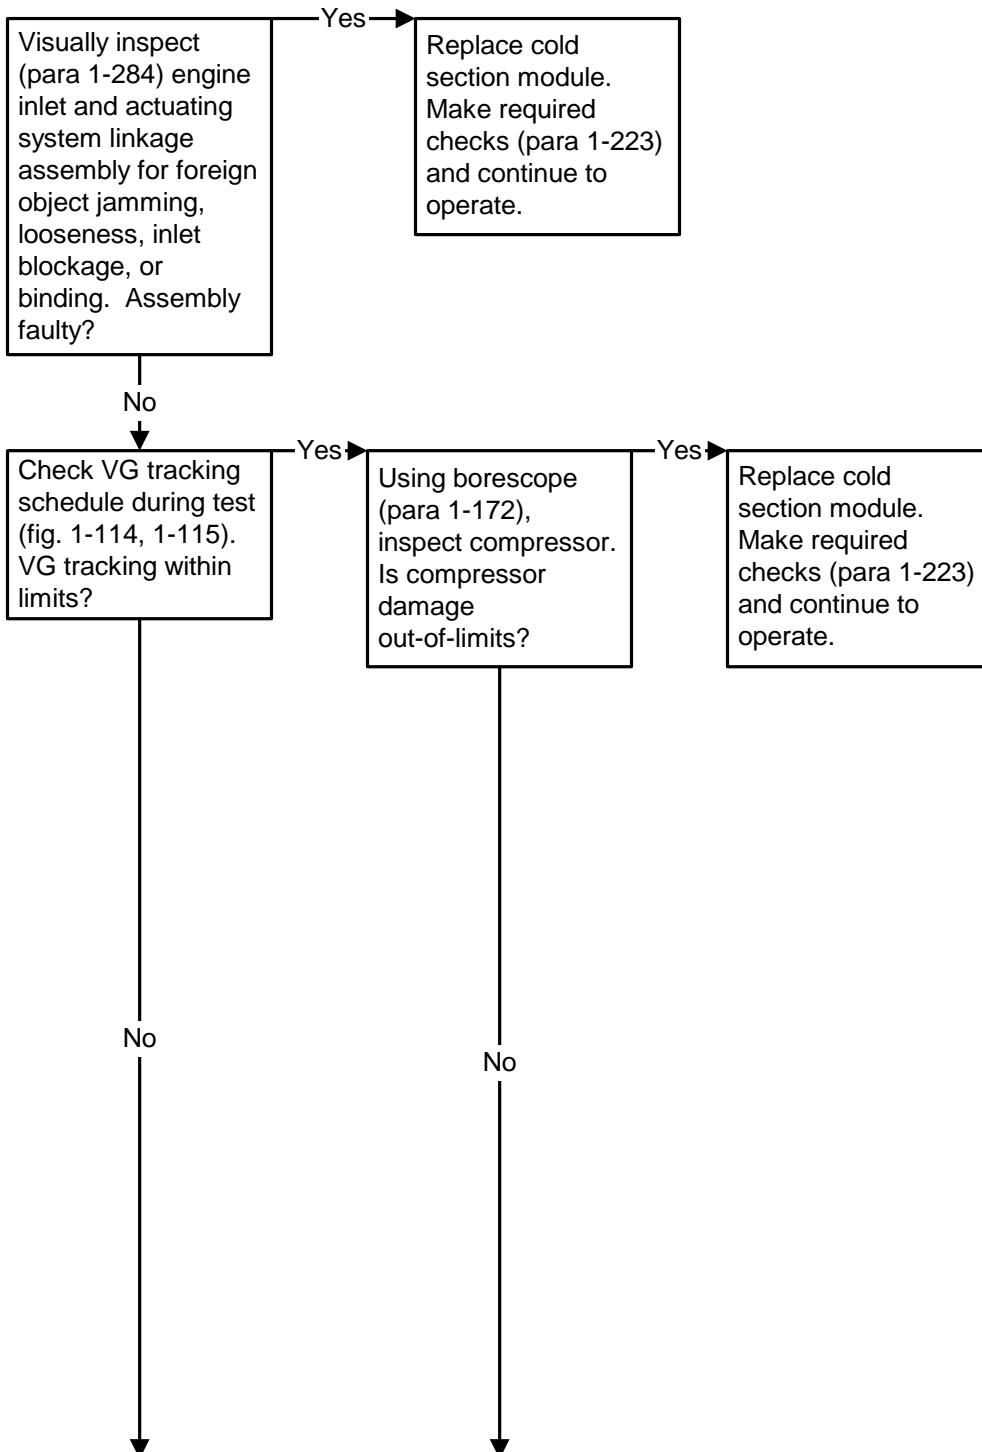 Visually inspect
(para 1-284) engine
inlet and actuating
system linkage
assembly for foreign
object jamming,
looseness, inlet
blockage, or
binding.  Assembly
faulty?
Yes
Replace cold
section module.
Make required
checks (para 1-223)
and continue to
operate.
No
Check VG tracking
schedule during test
(fig. 1-114, 1-115).
VG tracking within
limits?
Yes
Using borescope
(para 1-172),
inspect compressor.
Is compressor
damage
out-of-limits?
Yes
Replace cold
section module.
Make required
checks (para 1-223)
and continue to
operate.
No
No